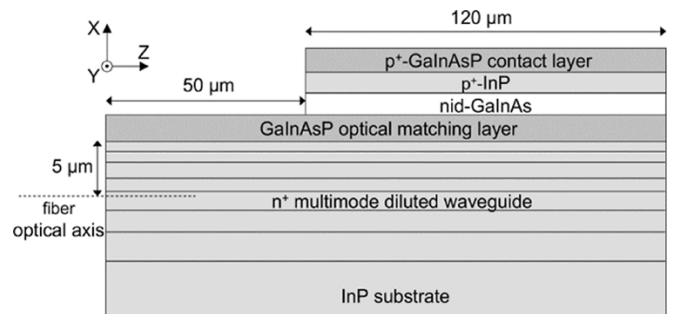 120 µm
X
Z
Y
p⁺-GaInAsP contact layer
p⁺-InP
50 µm
nid-GaInAs
GaInAsP optical matching layer
5 µm
n⁺ multimode diluted waveguide
fiber
optical axis
InP substrate